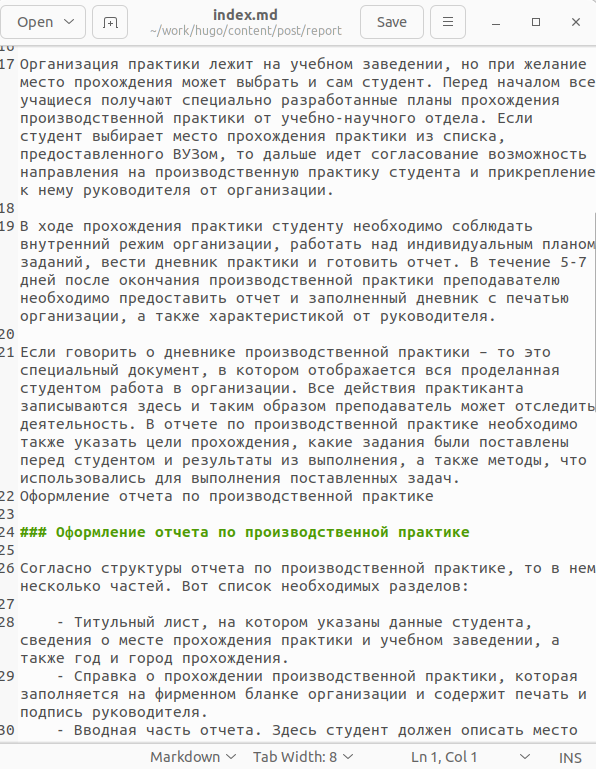 Open
index.md
~/work/hugo/content/post/report
Save
17 Организация практики лежит на учебном заведении, но при желание
место прохождения может выбрать и сам студент. Перед началом все
учащиеся получают специально разработанные планы прохождения
производственной практики от учебно-научного отдела. Если
студент выбирает место прохождения практики из списка,
предоставленного ВУЗом, то дальше идет согласование возможность
направления на производственную практику студента и прикрепление
к нему руководителя от организации.
18
19 В ходе прохождения практики студенту необходимо соблюдать
внутренний режим организации, работать над индивидуальным планом
заданий, вести дневник практики и готовить отчет. В течение 5-7
дней после окончания производственной практики преподавателю
необходимо предоставить отчет и заполненный дневник с печатью
организации, а также характеристикой от руководителя.
20
21 Если говорить о дневнике производственной практики – то это
специальный документ, в котором отображается вся проделанная
студентом работа в организации. Все действия практиканта
записываются здесь и таким образом преподаватель может отследить
деятельность. В отчете по производственной практике необходимо
также указать цели прохождения, какие задания были поставлены
перед студентом и результаты из выполнения, а также методы, что
использовались для выполнения поставленных задач.
22 Оформление отчета по производственной практике
23
24 ### Оформление отчета по производственной практике
25
26 Согласно структуры отчета по производственной практике, то в нем
несколько частей. Вот список необходимых разделов:
27
28 - Титульный лист, на котором указаны данные студента,
сведения о месте прохождения практики и учебном заведении, а
также год и город прохождения.
29 - Справка о прохождении производственной практики, которая
заполняется на фирменном бланке организации и содержит печать и
подпись руководителя.
30 - Вводная часть отчета. Здесь студент должен описать место
Markdown
Tab Width: 8
Ln 1, Col 1
INS